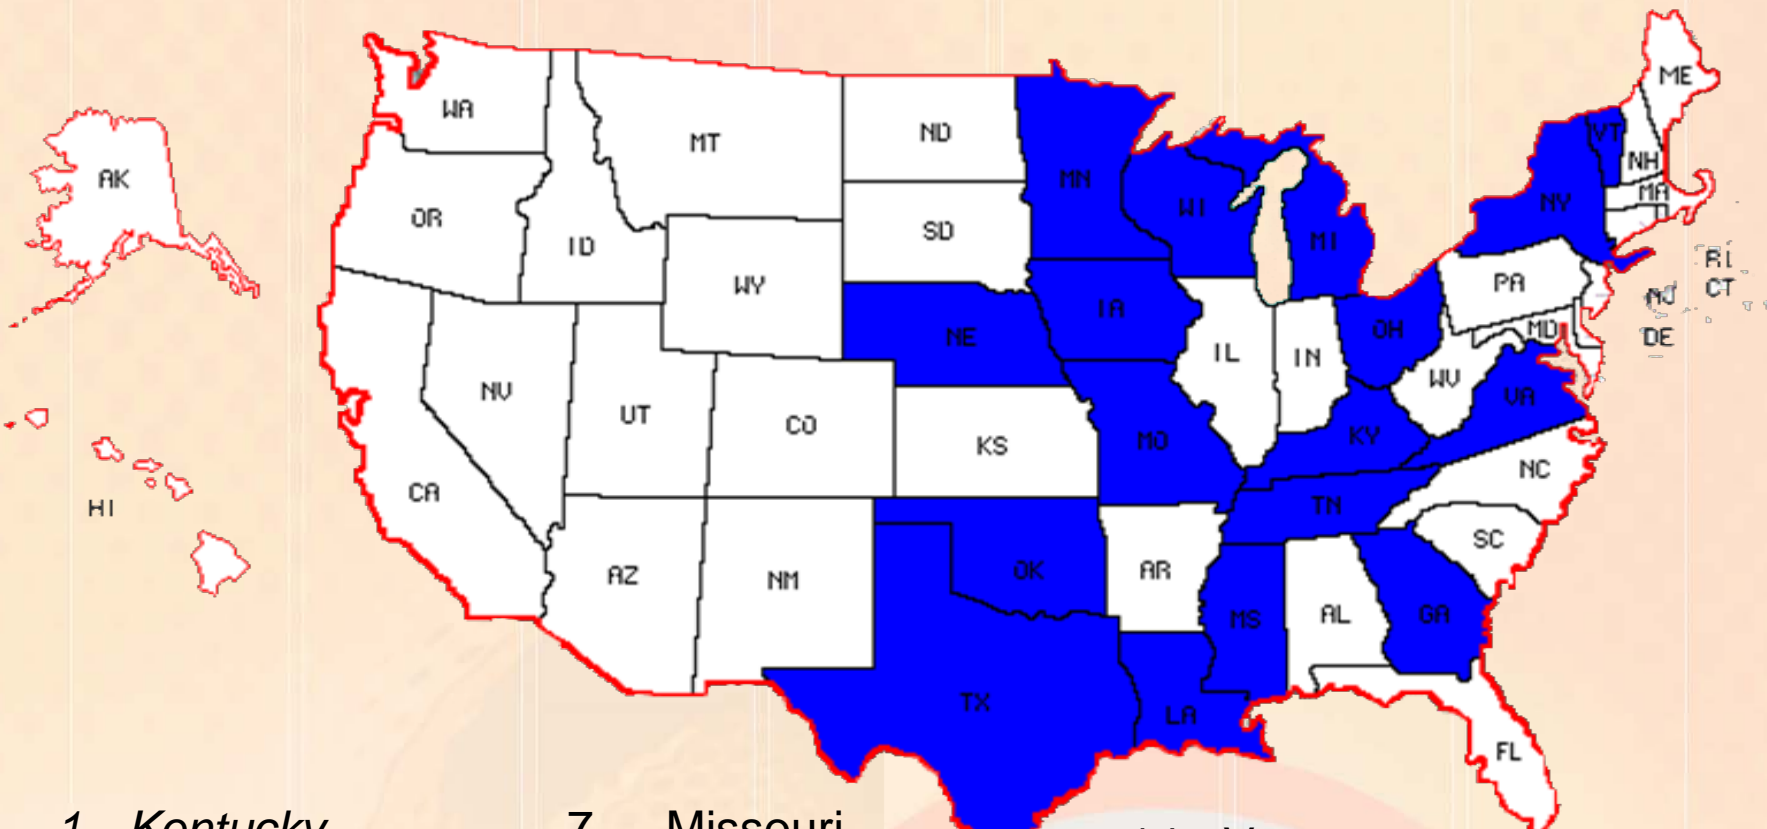 ME
WA
ND
MT
VT
NH
AK
MN
MA
WI
NY
OR
SD
ID
MI
RI
WY
PA
CT
NJ
IA
OH
MD
DE
NE
IL
IN
WV
NV
VA
UT
CO
KY
MO
KS
NC
CA
TN
HI
SC
AZ
NM
OK
AR
MS
AL
GA
TX
LA
FL
1. Kentucky
7. Missouri